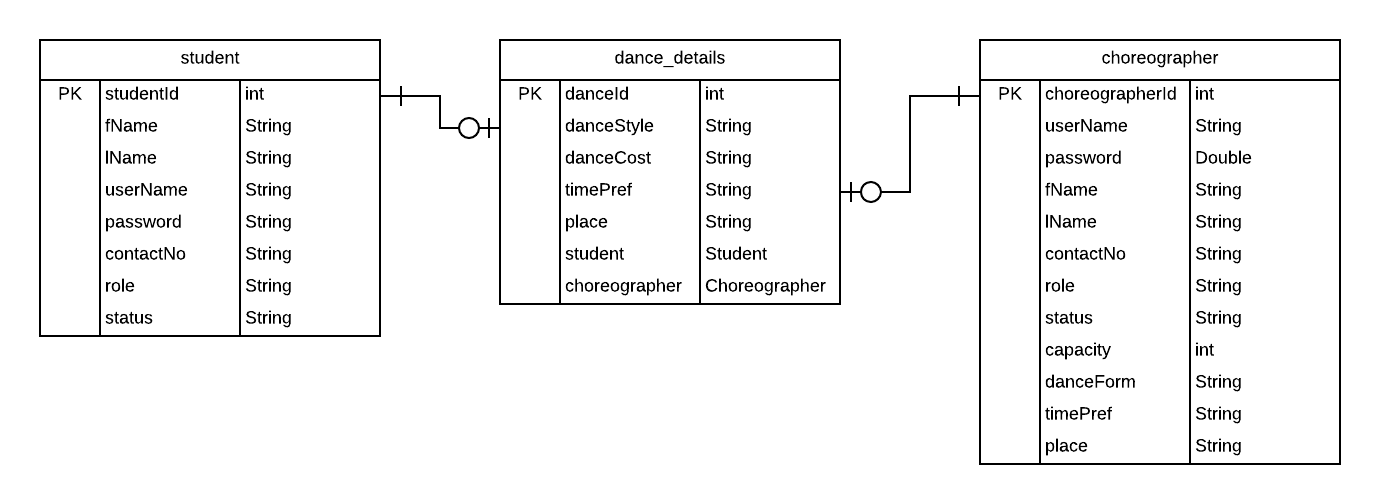 student
PK studentId int
fName String
lName String
userName String
password String
contactNo String
role String
status String
dance_details
PK danceId int
danceStyle String
danceCost String
timePref String
place String
student Student
choreographer Choreographer
choreographer
PK choreographerId int
userName String
password Double
fName String
lName String
contactNo String
role String
status String
capacity int
danceForm String
timePref String
place String